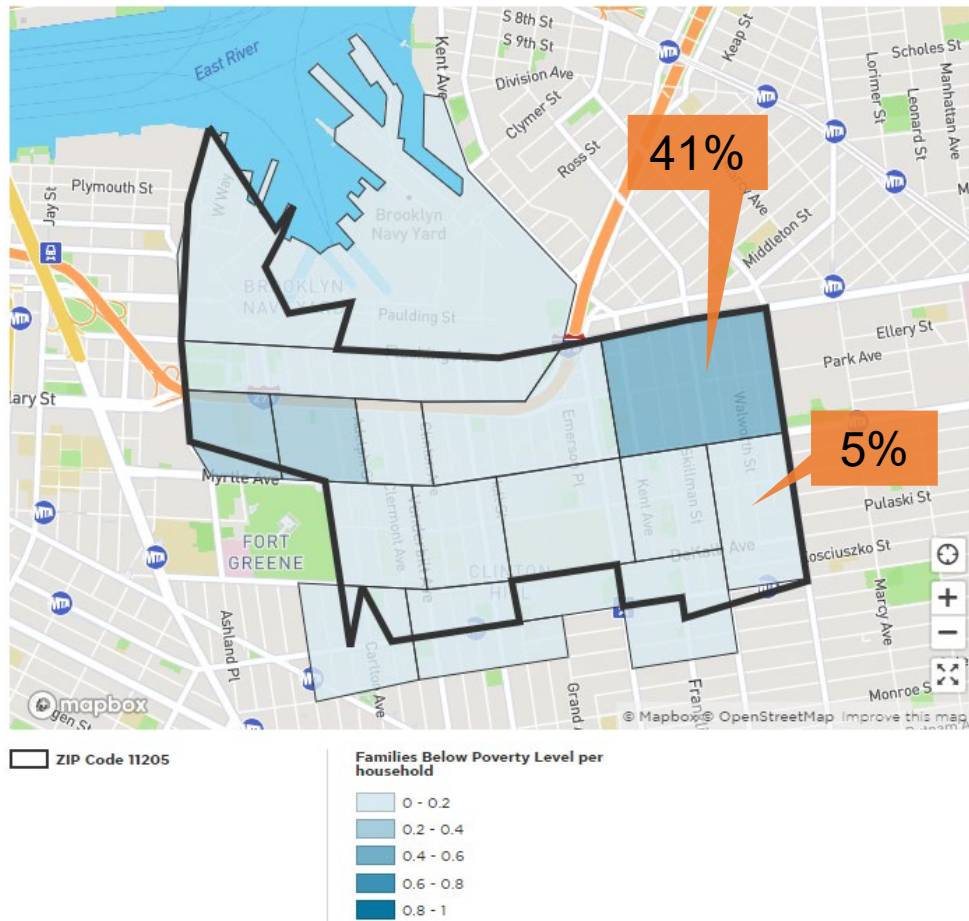 S 8th St
S 9th St
Kent Ave
Keap St
Scholes St
East River
Division Ave
Lorimer St
Leonard St
Manhattan Ave
Clymer St
41%
Ross St
Plymouth St
Jay St
W Way
Brooklyn
Navy Yard
Middleton St
BROOKLYN
NAVY YARD
Paulding St
Ellery St
Park Ave
Emerson Pl
Walworth St
5%
Myrtle Ave
Clermont Ave
Vanderbilt Ave
Kent Ave
Skillman St
Pulaski St
FORT
GREENE
DeKalb Ave
Kosciuszko St
CLINTON
HILL
Marcy Ave
Ashland Pl
Carlton Ave
Grand
Monroe S
mapbox
© Mapbox © OpenStreetMap Improve this map
ZIP Code 11205
Families Below Poverty Level per
household
0 - 0.2
0.2 - 0.4
0.4 - 0.6
0.6 - 0.8
0.8 - 1